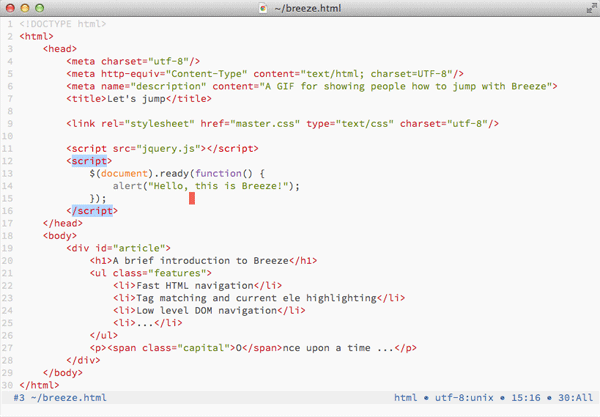 ~/breeze.html
1 <!DOCTYPE html>
2 <html>
3     <head>
4         <meta charset="utf-8"/>
5         <meta http-equiv="Content-Type" content="text/html; charset=UTF-8"/>
6         <meta name="description" content="A GIF for showing people how to jump with Breeze">
7         <title>Let's jump</title>
8
9         <link rel="stylesheet" href="master.css" type="text/css" charset="utf-8"/>
10
11         <script src="jquery.js"></script>
12         <script>
13             $(document).ready(function() {
14                 alert("Hello, this is Breeze!");
15             });
16         </script>
17     </head>
18     <body>
19         <div id="article">
20             <h1>A brief introduction to Breeze</h1>
21             <ul class="features">
22                 <li>Fast HTML navigation</li>
23                 <li>Tag matching and current ele highlighting</li>
24                 <li>Low level DOM navigation</li>
25                 <li>...</li>
26             </ul>
27             <p><span class="capital">O</span>nce upon a time ...</p>
28         </div>
29     </body>
30 </html>
#3 ~/breeze.html html • utf-8:unix • 15:16 • 30:All